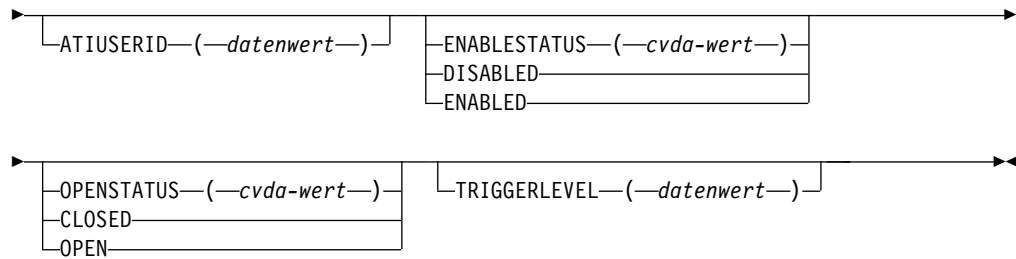 ATIUSERID ( datenwert ) ENABLESTATUS ( cvda-wert )
DISABLED
ENABLED
OPENSTATUS ( cvda-wert ) TRIGGERLEVEL ( datenwert )
CLOSED
OPEN